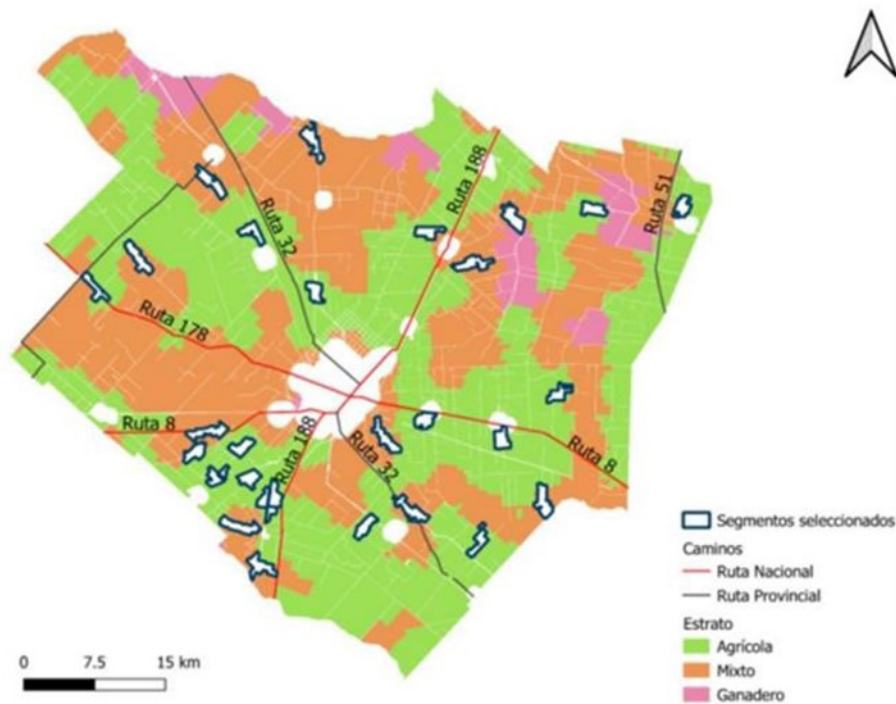 Ruta 188
Ruta 51
Ruta 32
Ruta 178
Ruta 8
Ruta 188
Ruta 32
Ruta 8
Segmentos seleccionados
Caminos
Ruta Nacional
Ruta Provincial
Estrato
Agrícola
Mixto
Ganadero
0 7.5 15 km